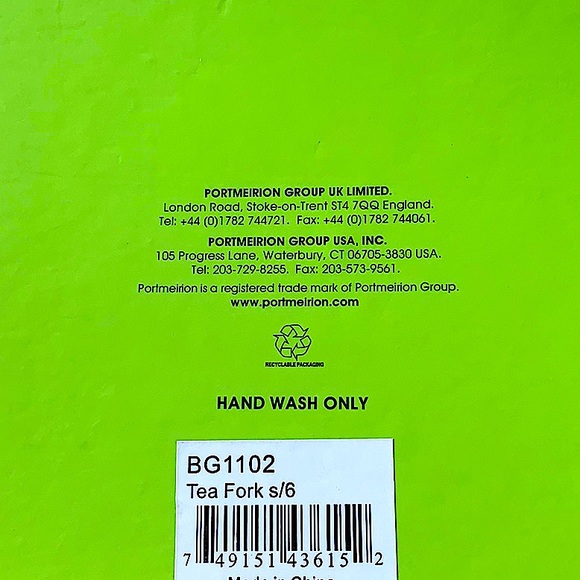 PORTMEIRION GROUP UK LIMITED.
London Road, Stoke-on-Trent ST4 7QQ England.
Tel: +44 (0)1782 744721. Fax: +44 (0)1782 744061.
PORTMEIRION GROUP USA, INC.
105 Progress Lane, Waterbury, CT 06705-3830 USA.
Tel: 203-729-8255. Fax: 203-573-9561.
Portmeirion is a registered trade mark of Portmeirion Group.
www.portmeirion.com
RECYCLABLE PACKAGING
HAND WASH ONLY
BG1102
Tea Fork s/6
7 49151 43615 2
Made in China